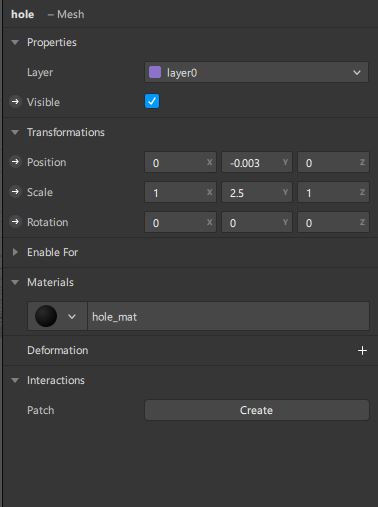 hole – Mesh
Properties
Layer layer0
Visible
Transformations
Position 0 X -0.003 Y 0 Z
Scale 1 X 2.5 Y 1 Z
Rotation 0 X 0 Y 0 Z
Enable For
Materials
hole_mat
Deformation +
Interactions
Patch Create